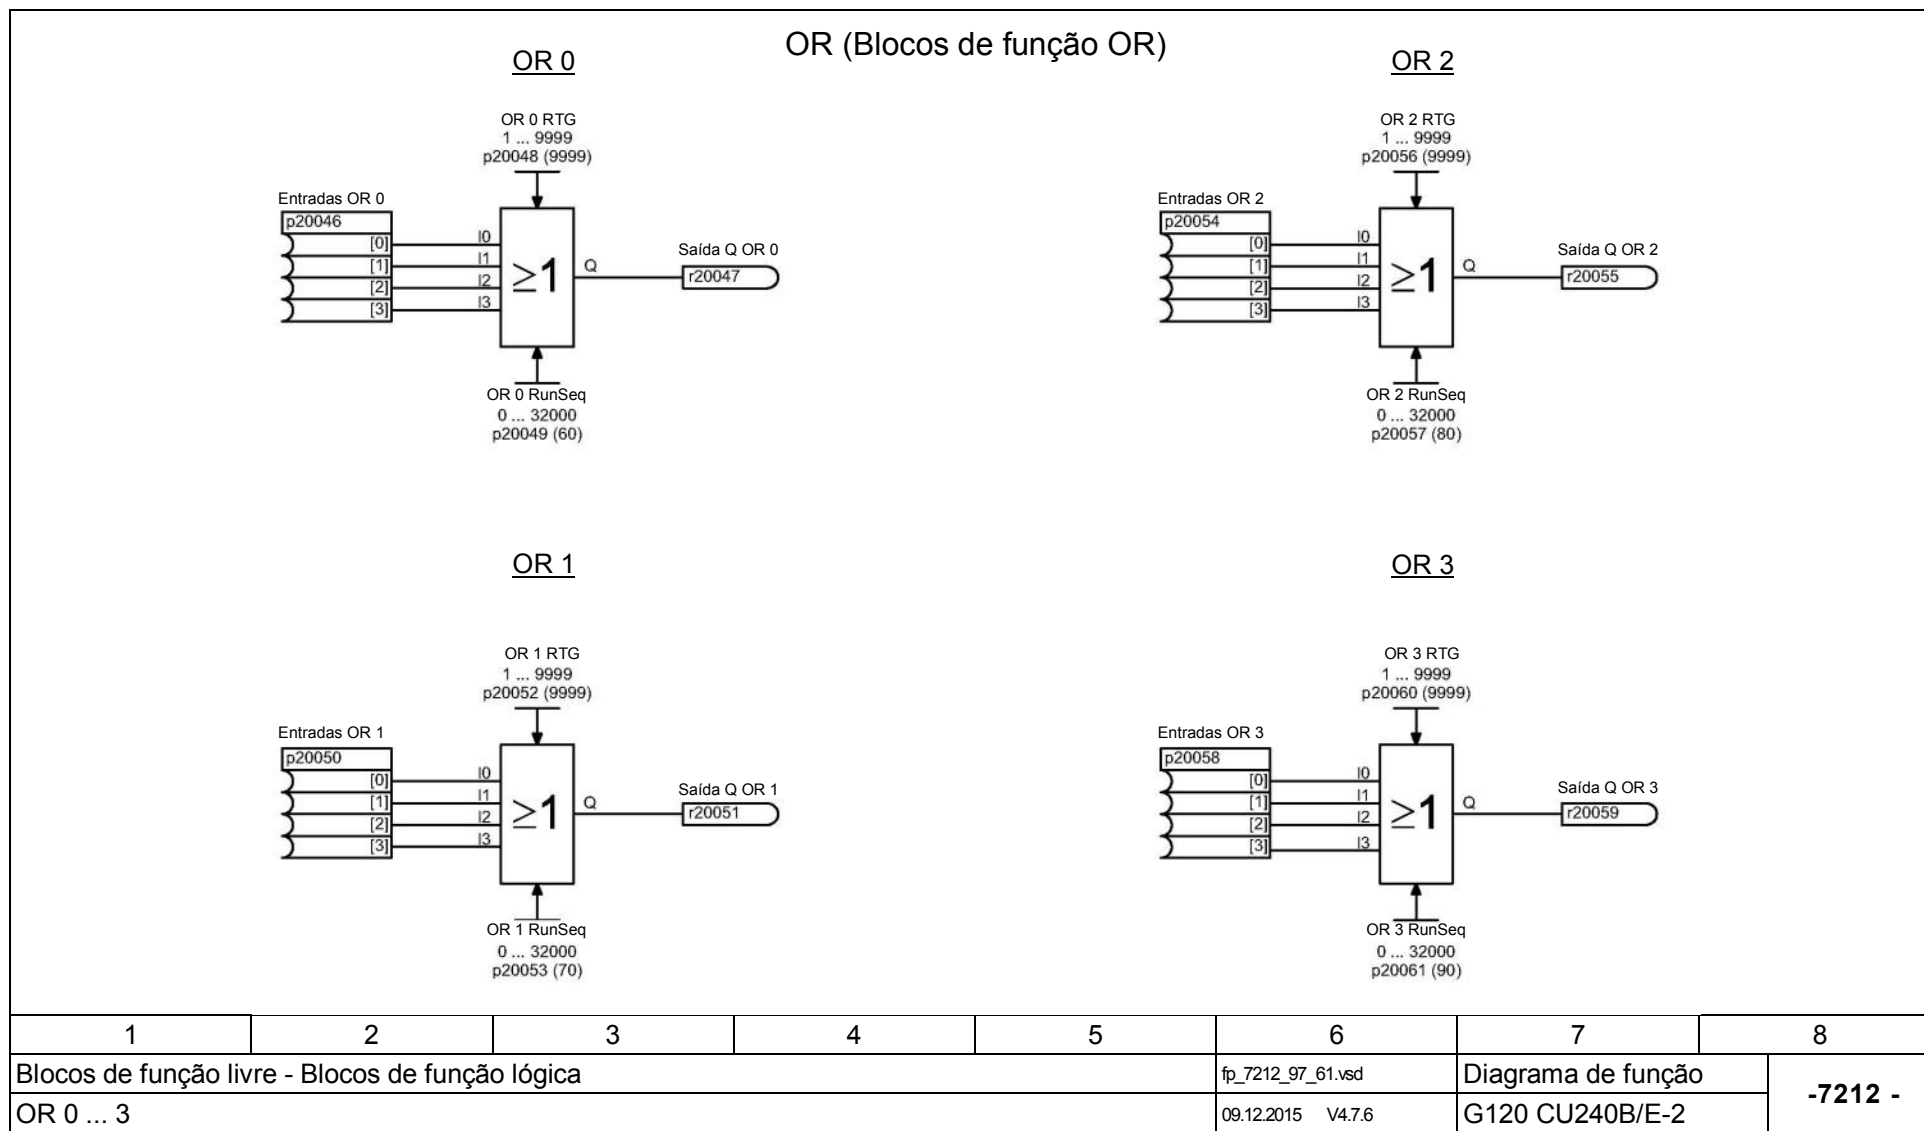 OR (Blocos de função OR)
OR 0
OR 0 RTG
1 ... 9999
p20048 (9999)
Entradas OR 0
p20046
[0]
[1]
[2]
[3]
I0
I1
I2
I3
≥1
Q
Saída Q OR 0
r20047
OR 0 RunSeq
0 ... 32000
p20049 (60)
OR 2
OR 2 RTG
1 ... 9999
p20056 (9999)
Entradas OR 2
p20054
[0]
[1]
[2]
[3]
I0
I1
I2
I3
≥1
Q
Saída Q OR 2
r20055
OR 2 RunSeq
0 ... 32000
p20057 (80)
OR 1
OR 1 RTG
1 ... 9999
p20052 (9999)
Entradas OR 1
p20050
[0]
[1]
[2]
[3]
I0
I1
I2
I3
≥1
Q
Saída Q OR 1
r20051
OR 1 RunSeq
0 ... 32000
p20053 (70)
OR 3
OR 3 RTG
1 ... 9999
p20060 (9999)
Entradas OR 3
p20058
[0]
[1]
[2]
[3]
I0
I1
I2
I3
≥1
Q
Saída Q OR 3
r20059
OR 3 RunSeq
0 ... 32000
p20061 (90)
1 2 3 4 5 6 7 8
Blocos de função livre - Blocos de função lógica
fp_7212_97_61.vsd
Diagrama de função
-7212 -
OR 0 ... 3
09.12.2015 V4.7.6
G120 CU240B/E-2